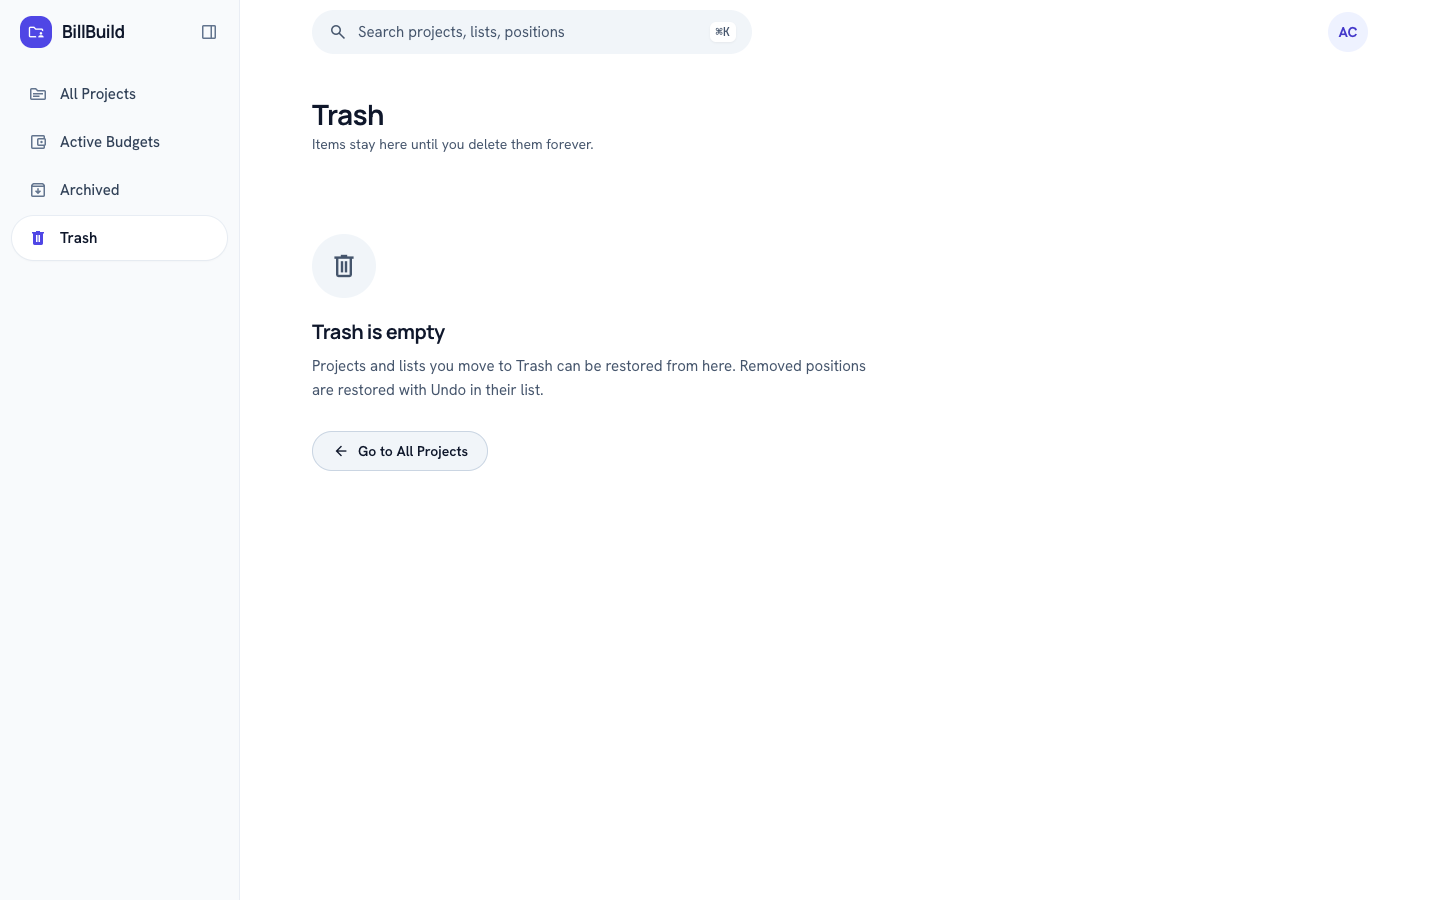 BillBuild
Search projects, lists, positions
⌘K
AC
All Projects
Active Budgets
Archived
Trash
Trash
Items stay here until you delete them forever.
Trash is empty
Projects and lists you move to Trash can be restored from here. Removed positions
are restored with Undo in their list.
Go to All Projects